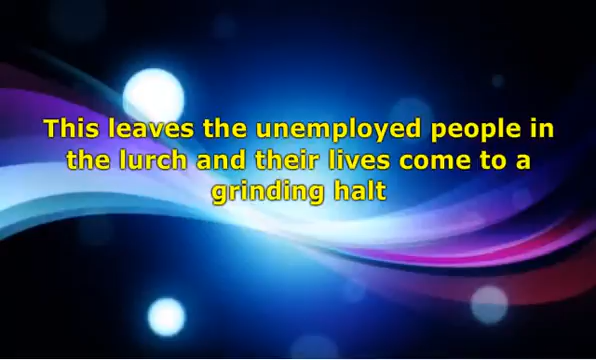 This leaves the unemployed people in
the lurch and their lives come to a
grinding halt